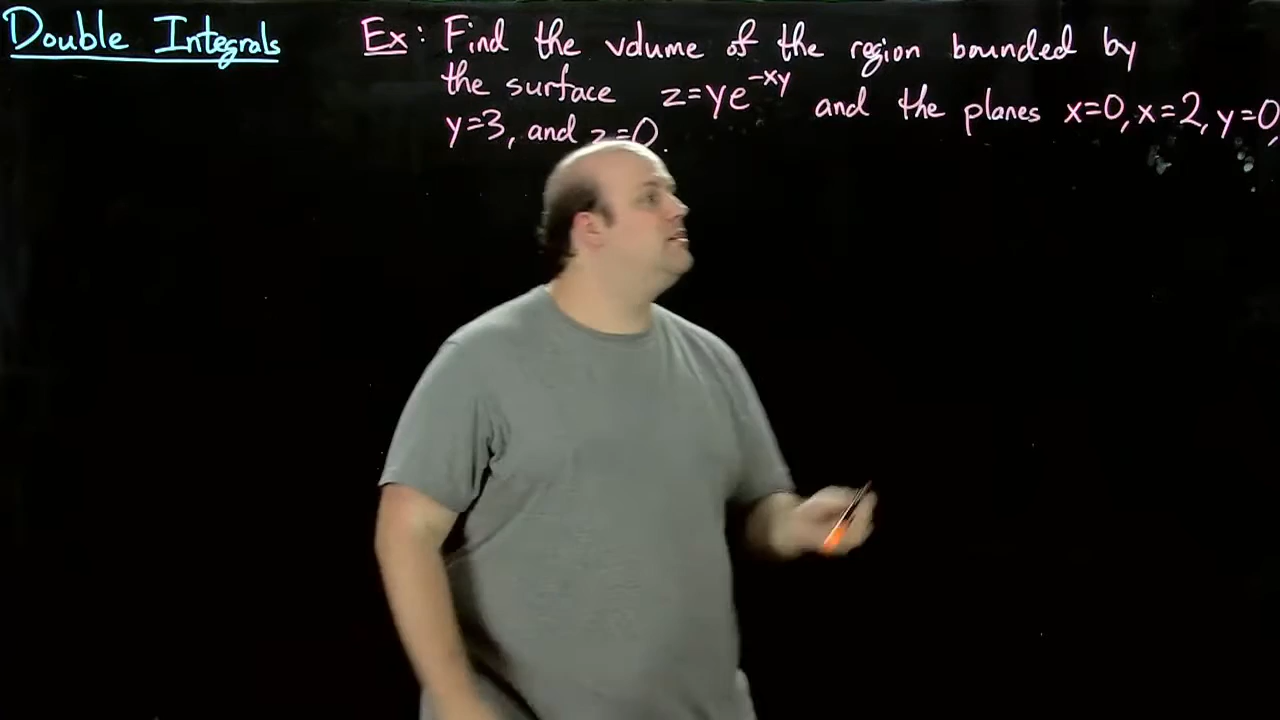 Double Integrals
Ex: Find the volume of the region bounded by
the surface z=ye^{-xy} and the planes x=0, x=2, y=0,
y=3, and z=0.